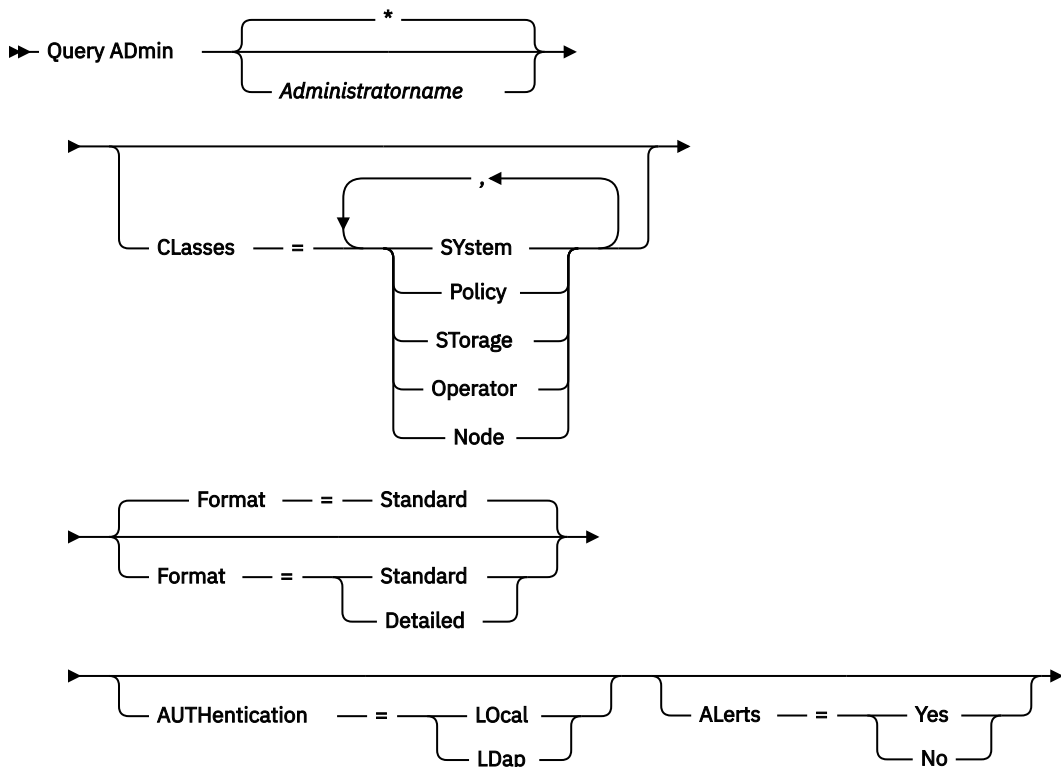 *
Query ADmin
Administratorname
,
CLasses = SYstem
Policy
STorage
Operator
Node
Format = Standard
Format = Standard
Detailed
AUTHentication = LOcal ALerts = Yes
LDap No